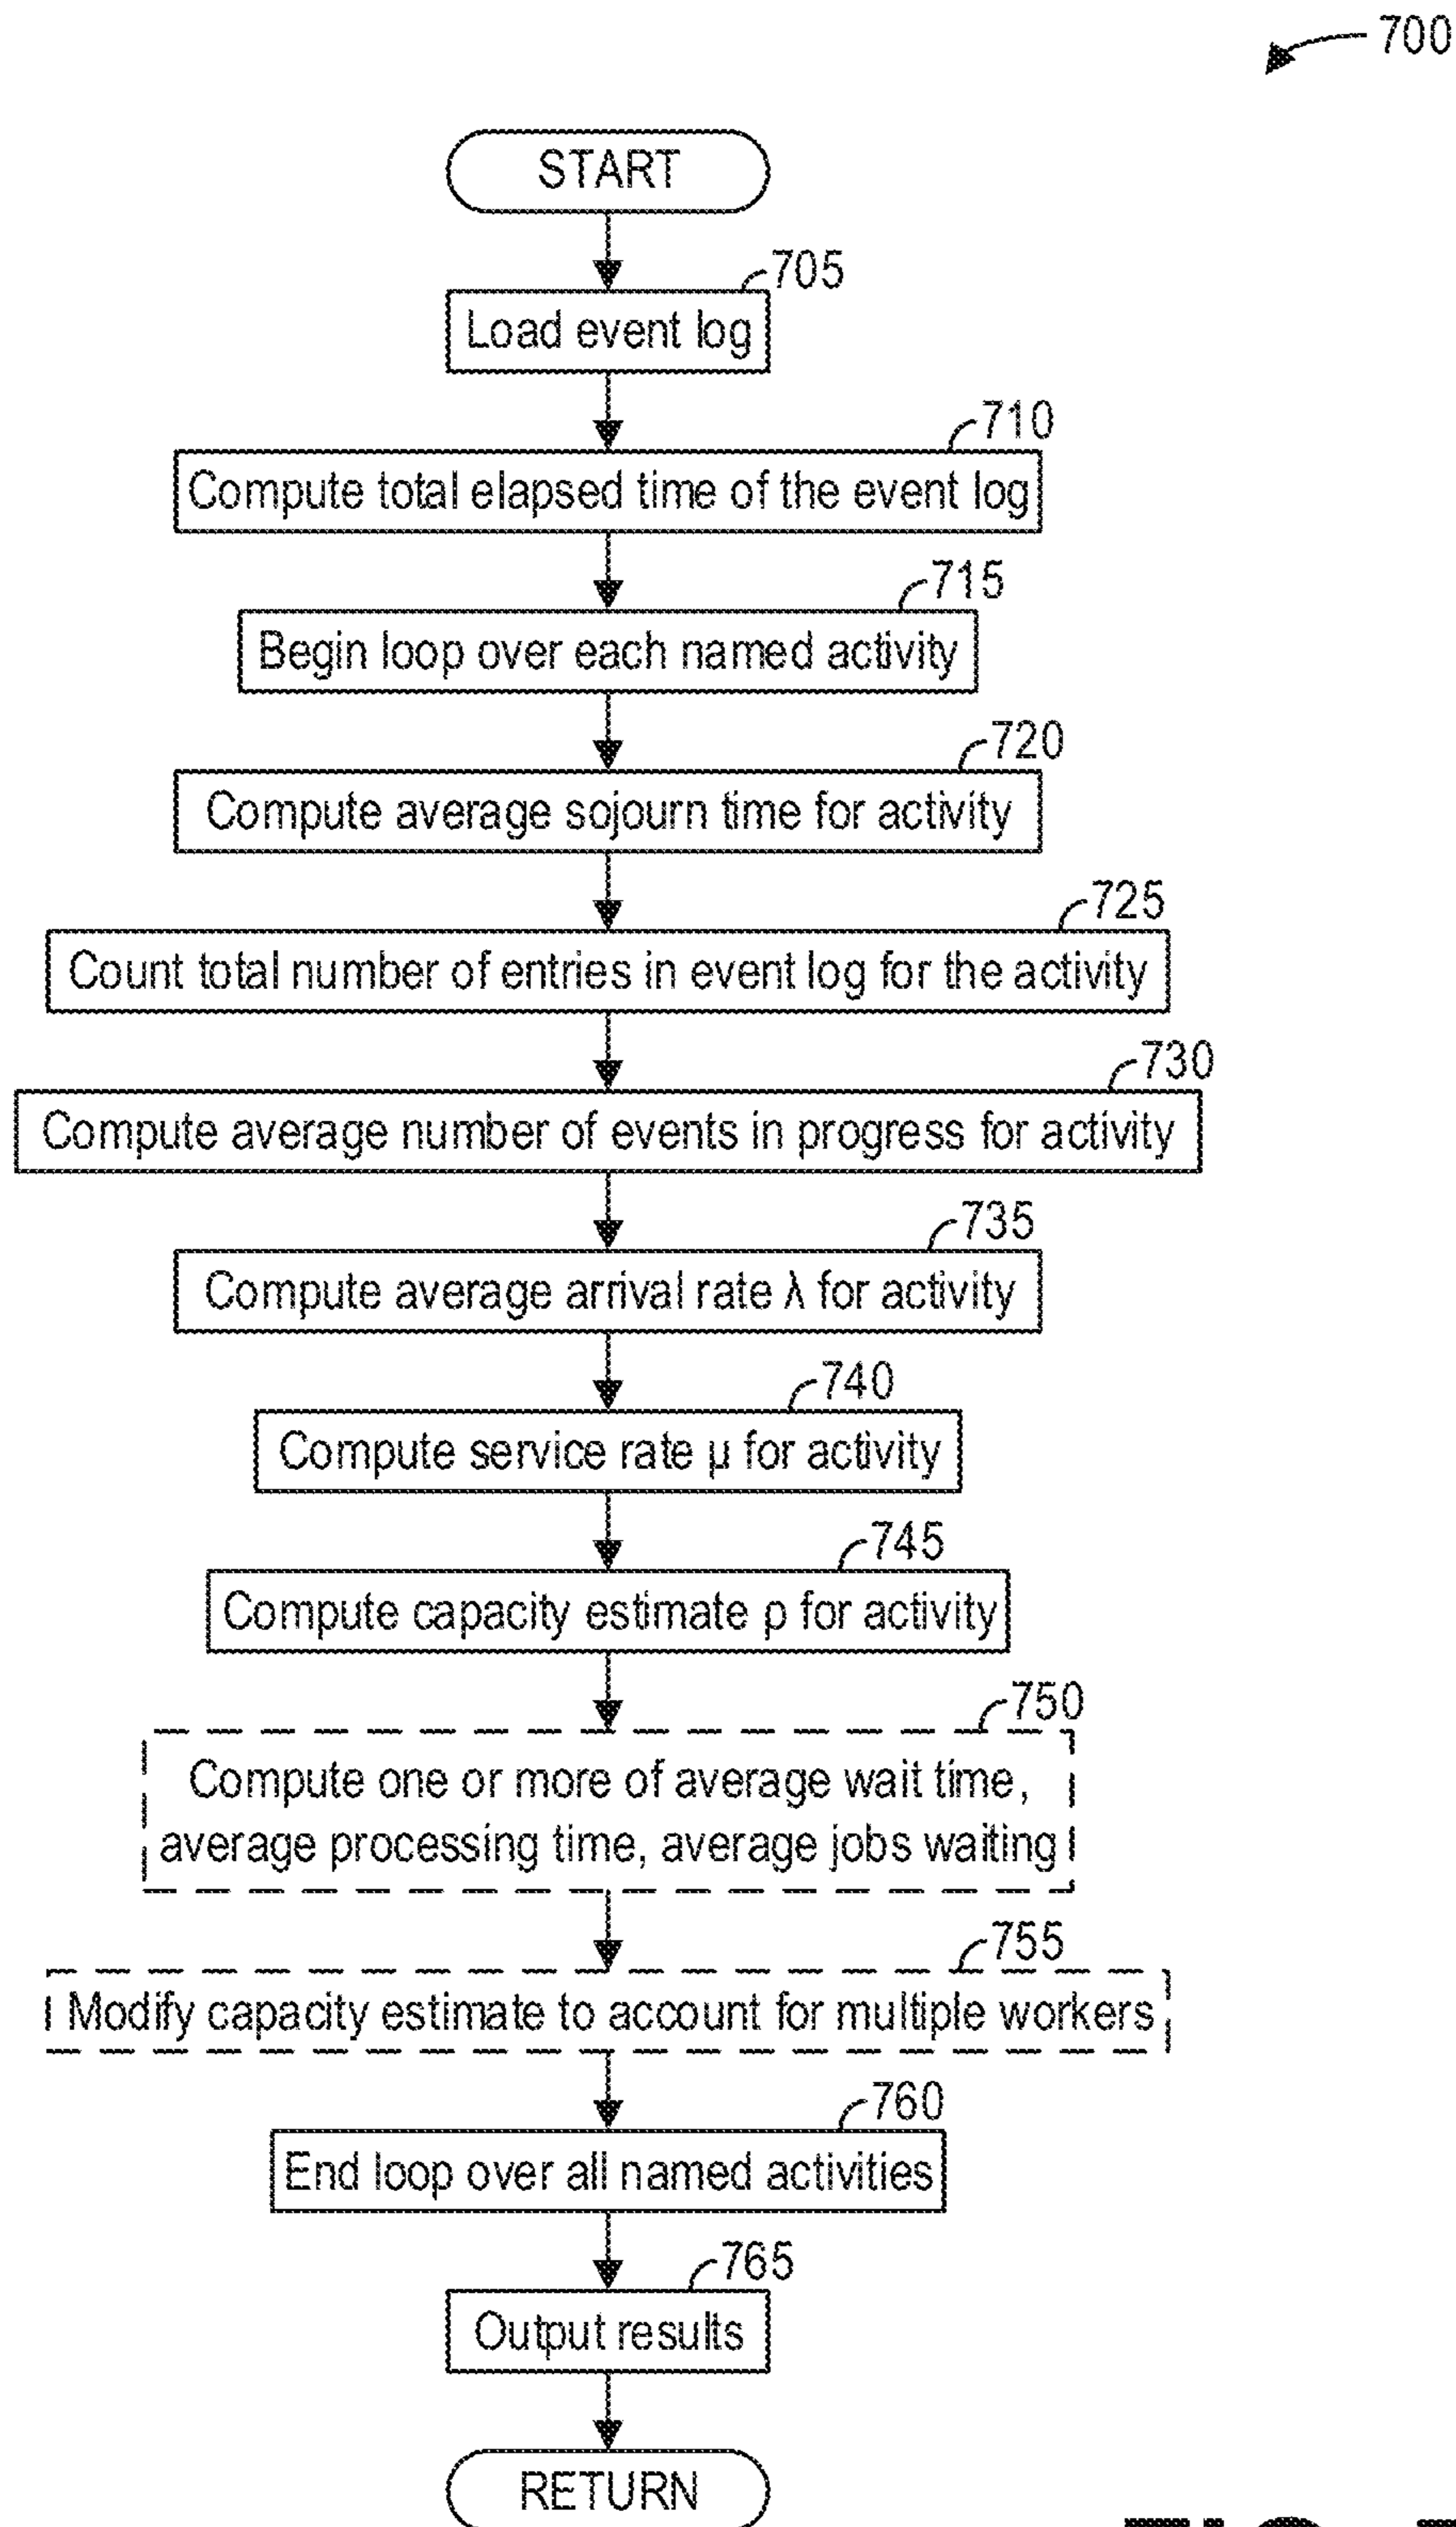 700
START
705
Load event log
710
Compute total elapsed time of the event log
715
Begin loop over each named activity
720
Compute average sojourn time for activity
725
Count total number of entries in event log for the activity
730
Compute average number of events in progress for activity
735
Compute average arrival rate λ for activity
740
Compute service rate μ for activity
745
Compute capacity estimate ρ for activity
750
Compute one or more of average wait time,
average processing time, average jobs waiting
755
Modify capacity estimate to account for multiple workers
760
End loop over all named activities
765
Output results
RETURN